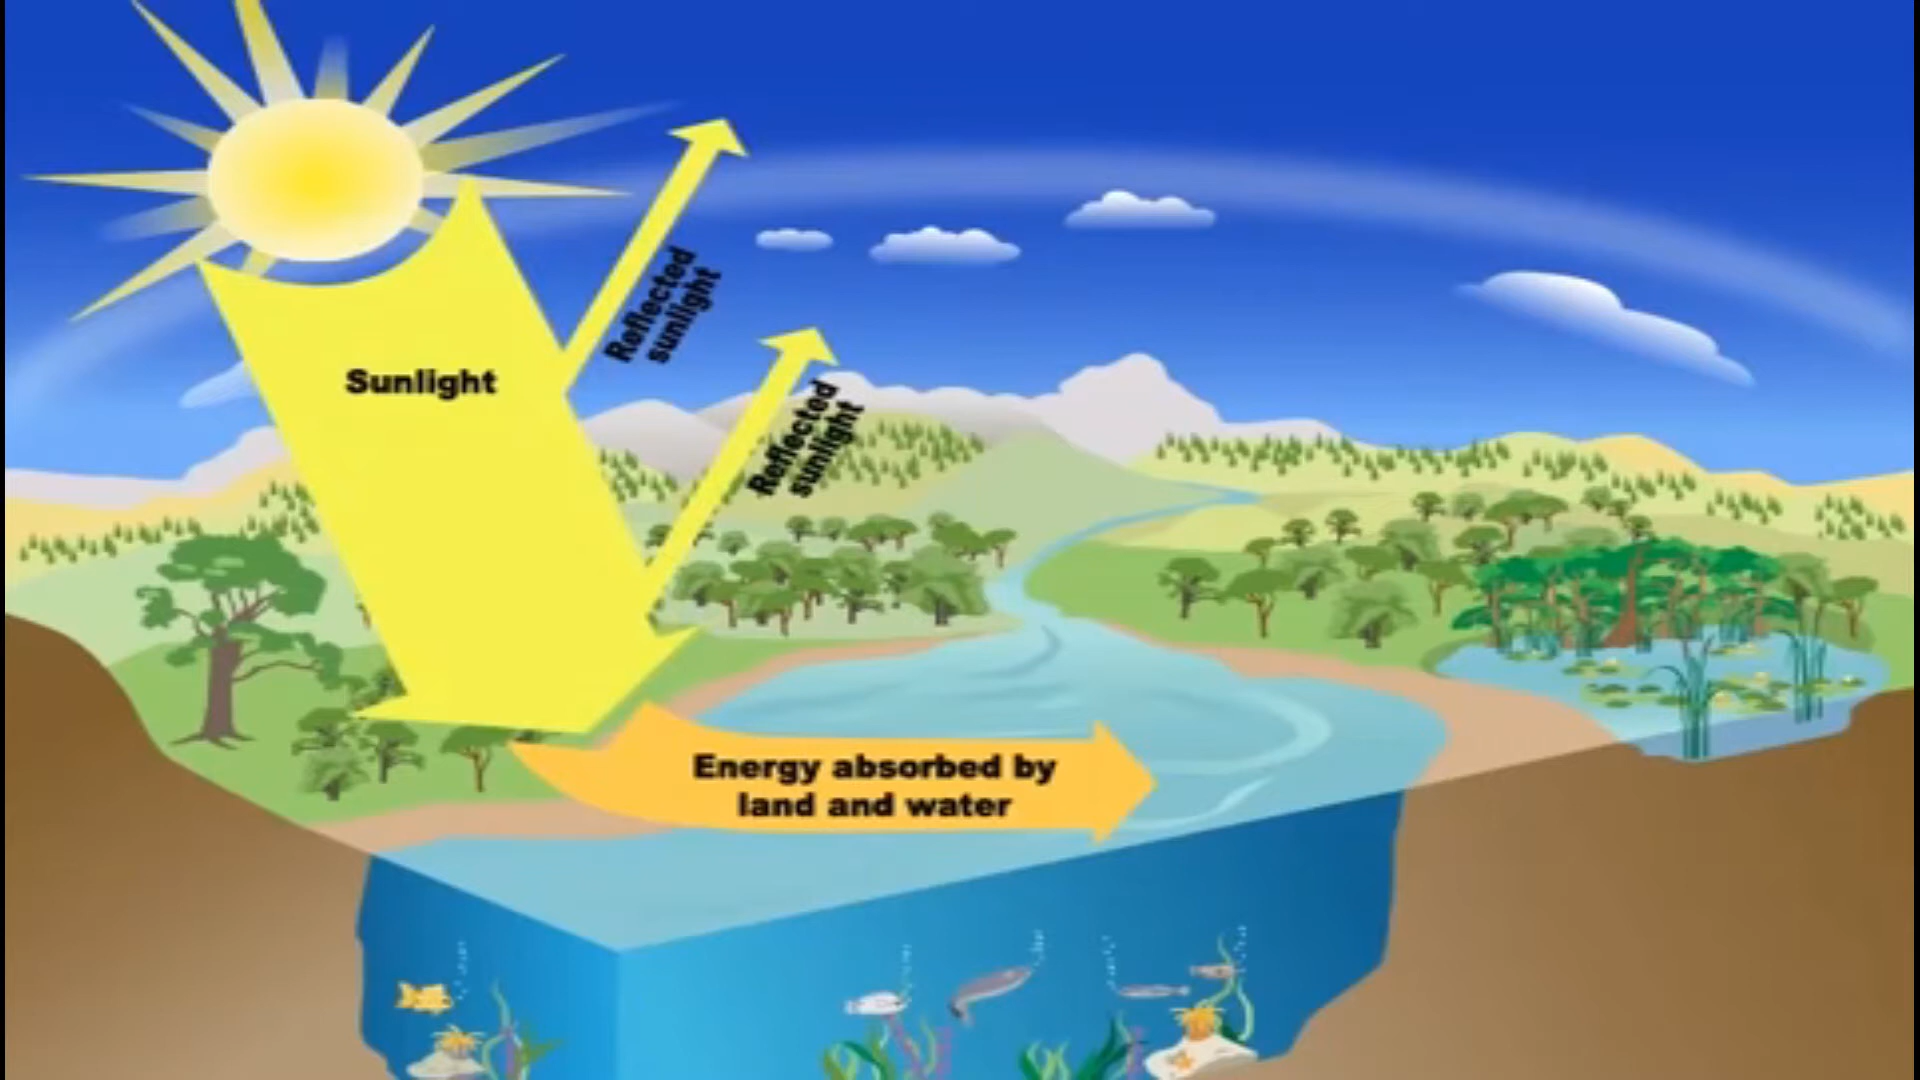 Sunlight
Reflected
sunlight
Reflected
sunlight
Energy absorbed by
land and water